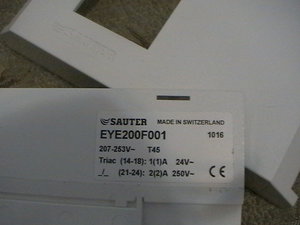 SAUTER MADE IN SWITZERLAND
EYE200F001 1016
207-253V~ T45
Triac (14-18): 1(1)A 24V~
(21-24): 2(2)A 250V~
CE